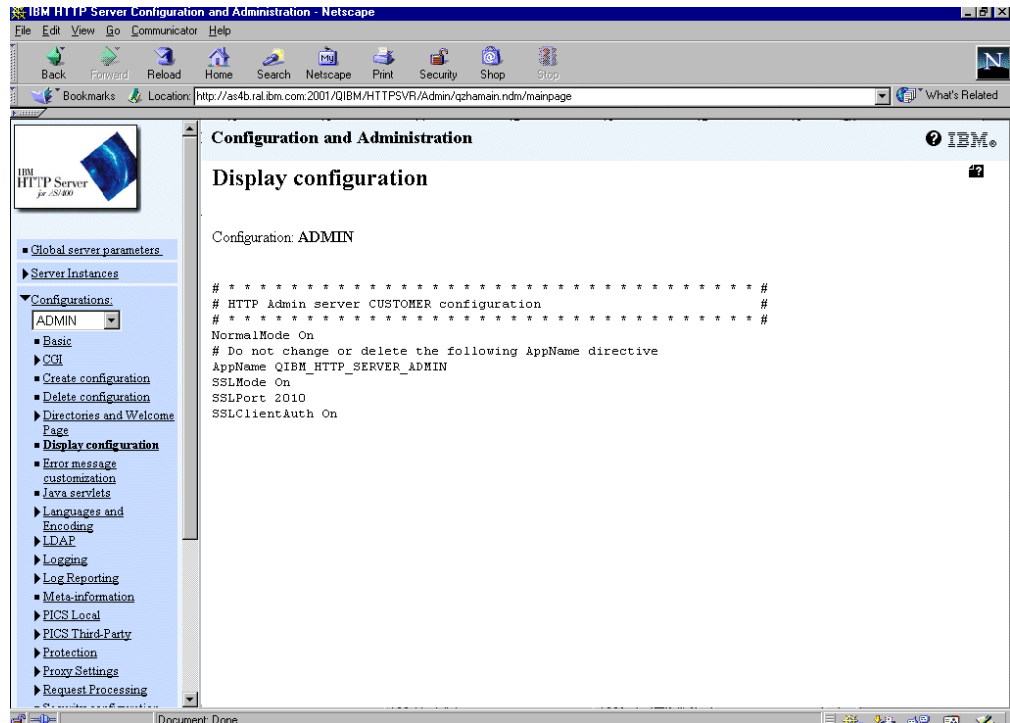 IBM HTTP Server Configuration and Administration - Netscape
File Edit View Go Communicator Help
Back Forward Reload Home Search Netscape Print Security Shop Stop
My
N
Bookmarks Location: http://as4b.ral.ibm.com:2001/QIBM/HTTPSVR/Admin/qzhamain.ndm/mainpage What's Related
IBM
HTTP Server
for AS/400
Global server parameters
Server Instances
Configurations:
ADMIN
Basic
CGI
Create configuration
Delete configuration
Directories and Welcome
Page
Display configuration
Error message
customization
Java servlets
Languages and
Encoding
LDAP
Logging
Log Reporting
Meta-information
PICS Local
PICS Third-Party
Protection
Proxy Settings
Request Processing
Configuration and Administration
? IBM®
Display configuration
?
Configuration: ADMIN
# * * * * * * * * * * * * * * * * * * * * * * * * * * * * * * * * * * #
# HTTP Admin server CUSTOMER configuration #
# * * * * * * * * * * * * * * * * * * * * * * * * * * * * * * * * * * #
NormalMode On
# Do not change or delete the following AppName directive
AppName QIBM_HTTP_SERVER_ADMIN
SSLMode On
SSLPort 2010
SSLClientAuth On
Document: Done